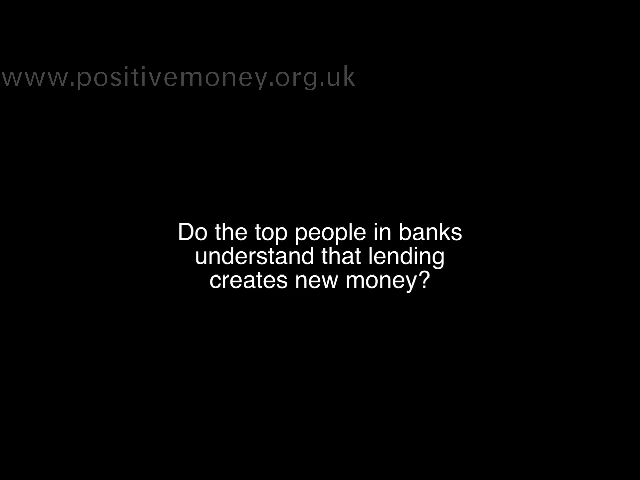 www.positivemoney.org.uk
Do the top people in banks
understand that lending
creates new money?